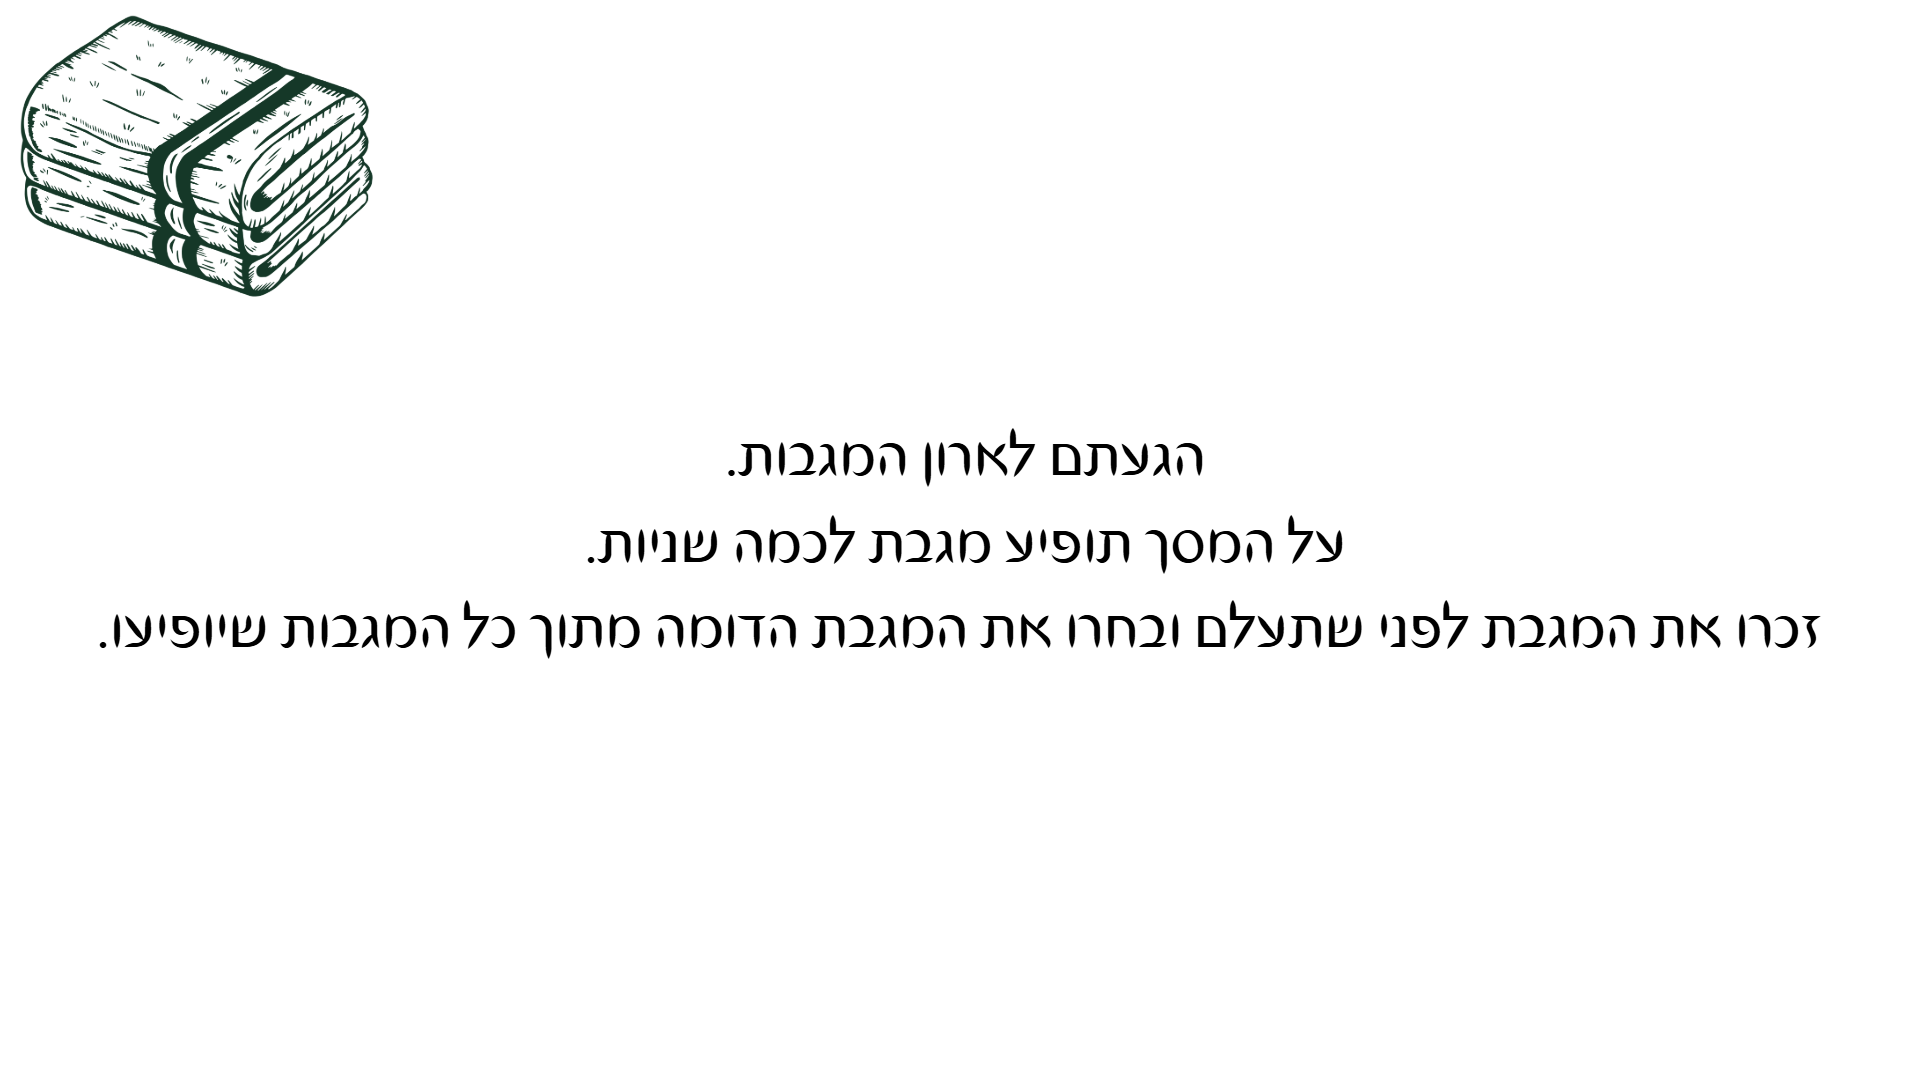 הגעתם לארון המגבות.
על המסך תופיע מגבת לכמה שניות.
זכרו את המגבת לפני שתעלם ובחרו את המגבת הדומה מתוך כל המגבות שיופיעו.